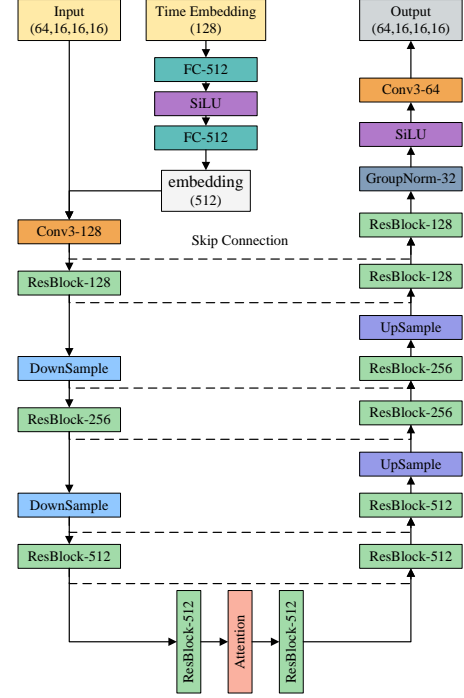 Input
(64,16,16,16)
Time Embedding
(128)
Output
(64,16,16,16)
FC-512
SiLU
FC-512
embedding
(512)
Conv3-128
ResBlock-128
DownSample
ResBlock-256
DownSample
ResBlock-512
ResBlock-512
Attention
ResBlock-512
Skip Connection
Conv3-64
SiLU
GroupNorm-32
ResBlock-128
ResBlock-128
UpSample
ResBlock-256
ResBlock-256
UpSample
ResBlock-512
ResBlock-512